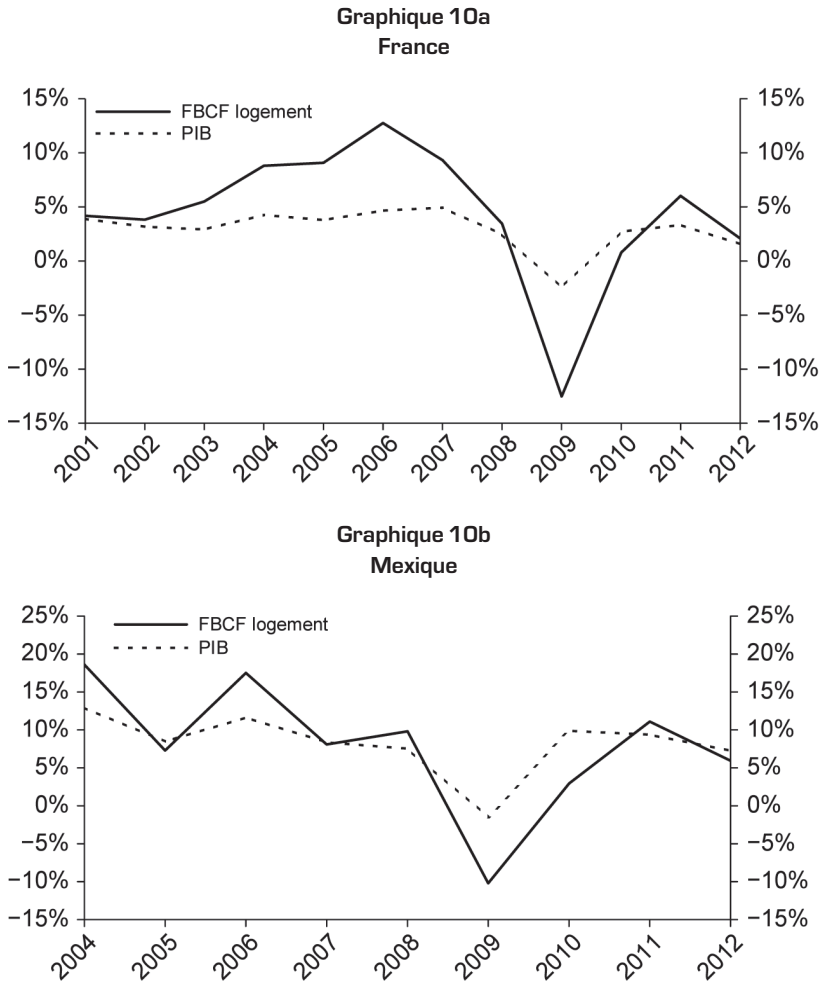 Graphique 10a
France
15% 15%
FBCF logement
PIB
10% 10%
5% 5%
0% 0%
−5% −5%
−10% −10%
−15% −15%
2001 2002 2003 2004 2005 2006 2007 2008 2009 2010 2011 2012
Graphique 10b
Mexique
25% 25%
FBCF logement
20% 20%
PIB
15% 15%
10% 10%
5% 5%
0% 0%
−5% −5%
−10% −10%
−15% −15%
2004 2005 2006 2007 2008 2009 2010 2011 2012